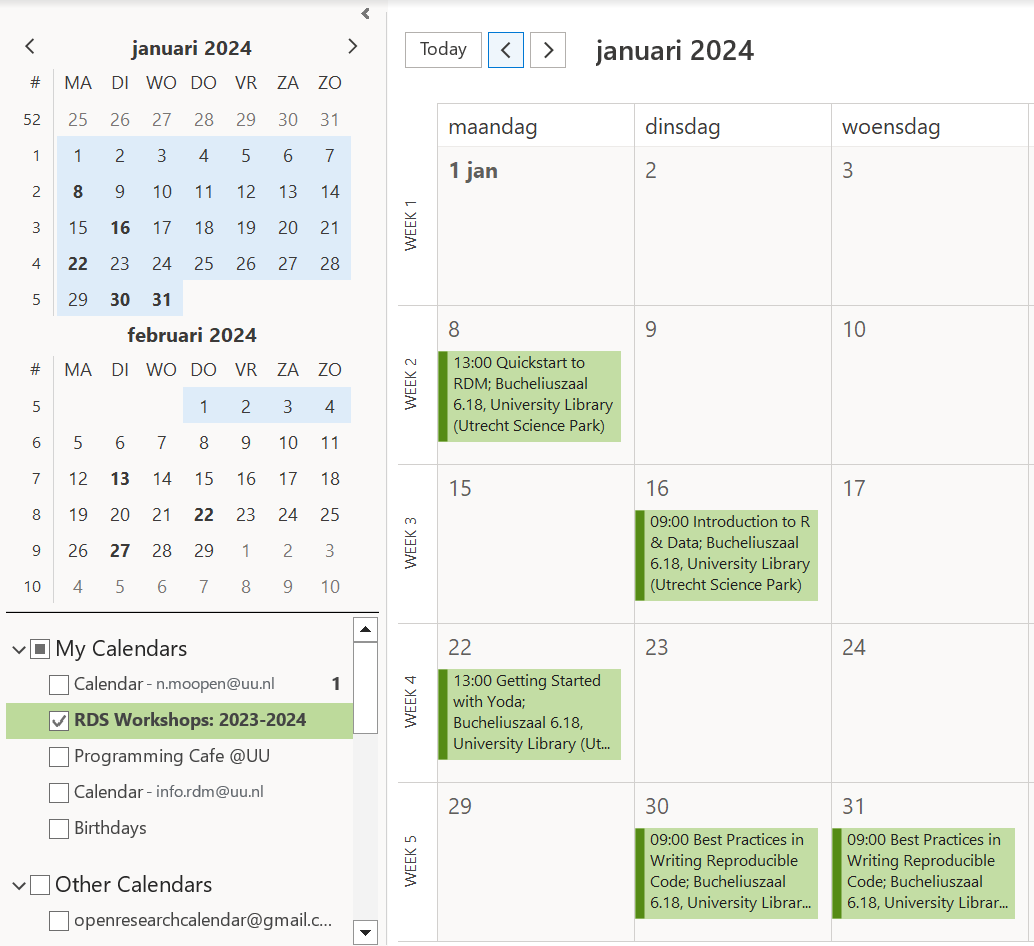 januari 2024
# MA DI WO DO VR ZA ZO
52 25 26 27 28 29 30 31
1 1 2 3 4 5 6 7
2 8 9 10 11 12 13 14
3 15 16 17 18 19 20 21
4 22 23 24 25 26 27 28
5 29 30 31
februari 2024
# MA DI WO DO VR ZA ZO
5 1 2 3 4
6 5 6 7 8 9 10 11
7 12 13 14 15 16 17 18
8 19 20 21 22 23 24 25
9 26 27 28 29 1 2 3
10 4 5 6 7 8 9 10
My Calendars
Calendar - n.moopen@uu.nl 1
RDS Workshops: 2023-2024
Programming Cafe @UU
Calendar - info.rdm@uu.nl
Birthdays
Other Calendars
openresearchcalendar@gmail.c...
Today
januari 2024
maandag dinsdag woensdag
WEEK 1
1 jan 2 3
WEEK 2
8 9 10
13:00 Quickstart to
RDM; Bucheliuszaal
6.18, University Library
(Utrecht Science Park)
WEEK 3
15 16 17
09:00 Introduction to R
& Data; Bucheliuszaal
6.18, University Library
(Utrecht Science Park)
WEEK 4
22 23 24
13:00 Getting Started
with Yoda;
Bucheliuszaal 6.18,
University Library (Ut...
WEEK 5
29 30 31
09:00 Best Practices in
Writing Reproducible
Code; Bucheliuszaal
6.18, University Librar...
09:00 Best Practices in
Writing Reproducible
Code; Bucheliuszaal
6.18, University Librar...